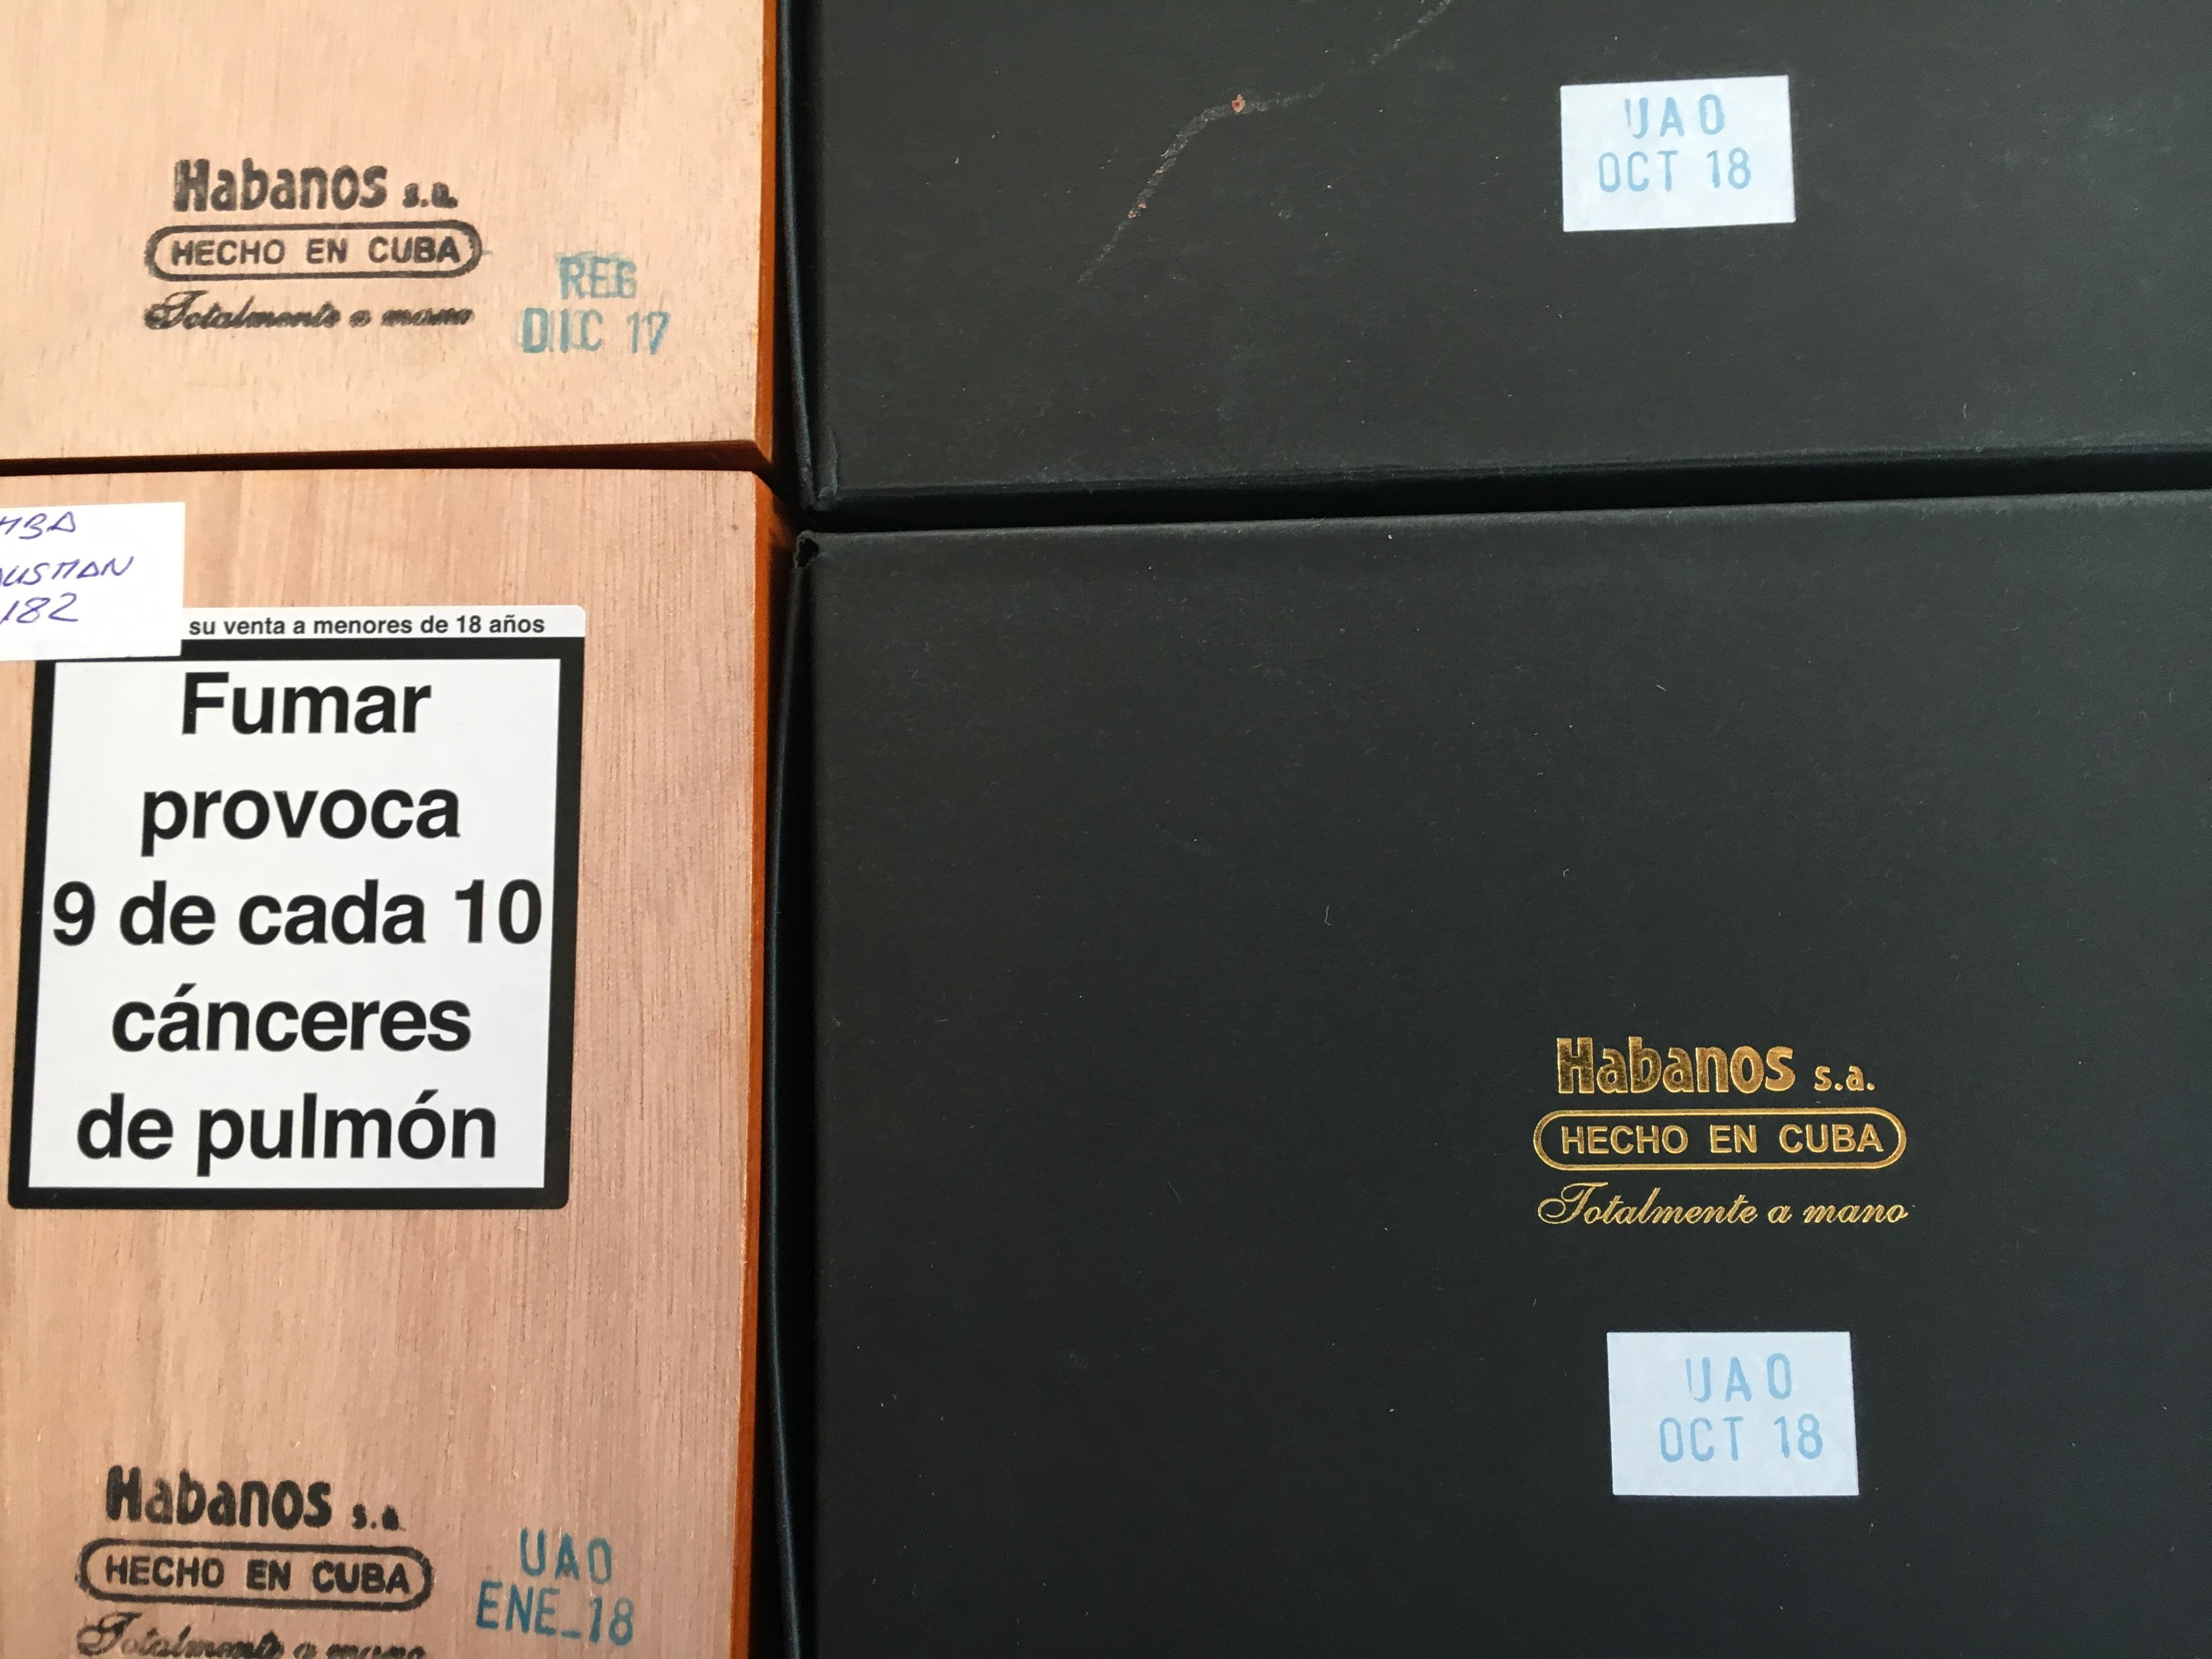 Habanos s.a.
HECHO EN CUBA
Totalmente a mano
REG
DIC 17
UAO
OCT 18
182
su venta a menores de 18 años
Fumar
provoca
9 de cada 10
cánceres
de pulmón
Habanos s.a.
HECHO EN CUBA
Totalmente a mano
UAO
ENE_18
Habanos s.a.
HECHO EN CUBA
Totalmente a mano
UAO
OCT 18